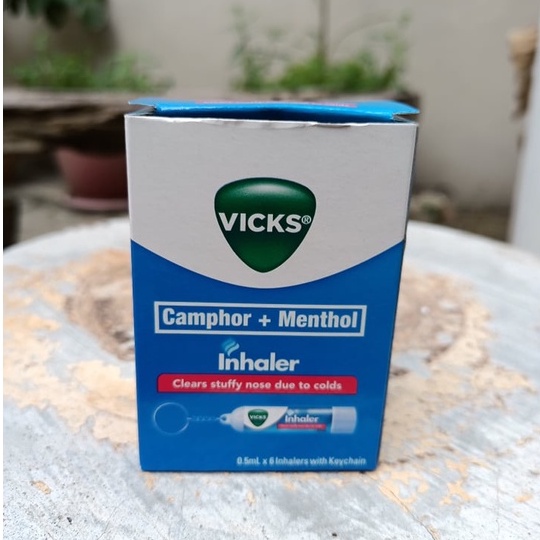 VICKS®
Camphor + Menthol
Inhaler
Clears stuffy nose due to colds
VICKS
Inhaler
0.5mL x 6 Inhalers with Keychain